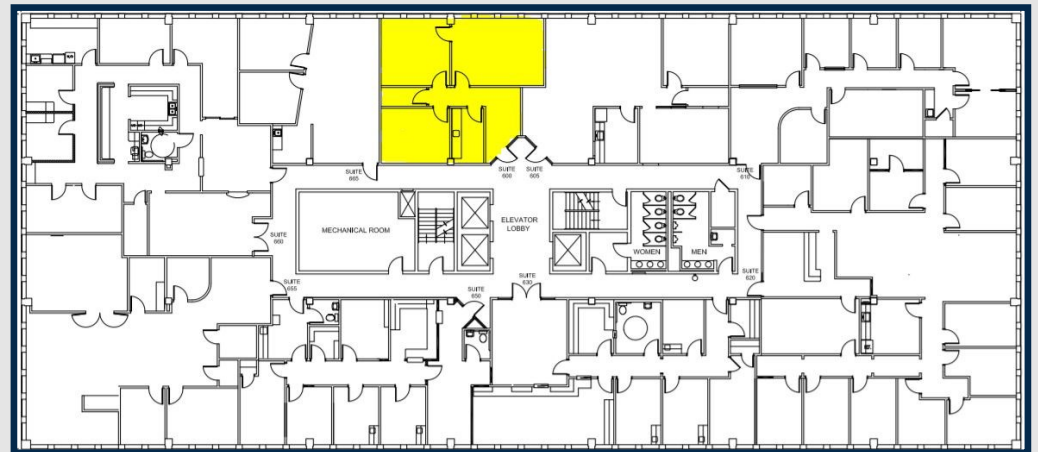 SUITE
665
SUITE
600
SUITE
605
SUITE
610
MECHANICAL ROOM
ELEVATOR
LOBBY
WOMEN
MEN
SUITE
660
SUITE
655
SUITE
650
SUITE
630
SUITE
620